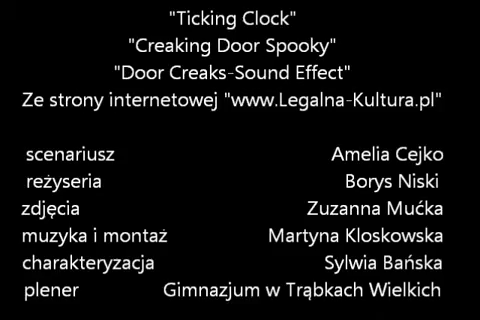 "Ticking Clock"
"Creaking Door Spooky"
"Door Creaks-Sound Effect"
Ze strony internetowej "www.Legalna-Kultura.pl"
scenariusz Amelia Cejko
reżyseria Borys Niski
zdjęcia Zuzanna Mućka
muzyka i montaż Martyna Kloskowska
charakteryzacja Sylwia Bańska
plener Gimnazjum w Trąbkach Wielkich